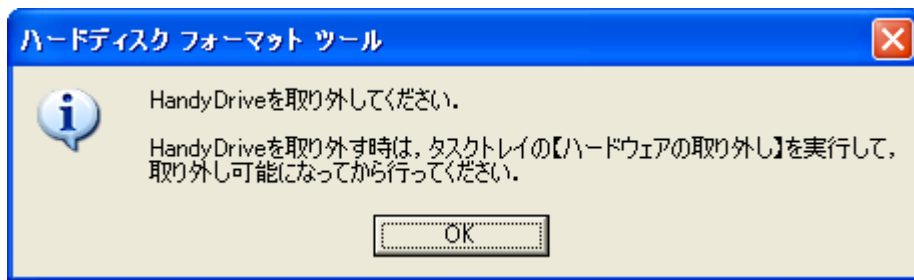 ハードディスク フォーマット ツール
HandyDriveを取り外してください.
HandyDriveを取り外す時は, タスクトレイの【ハードウェアの取り外し】を実行して,
取り外し可能になってから行ってください.
OK